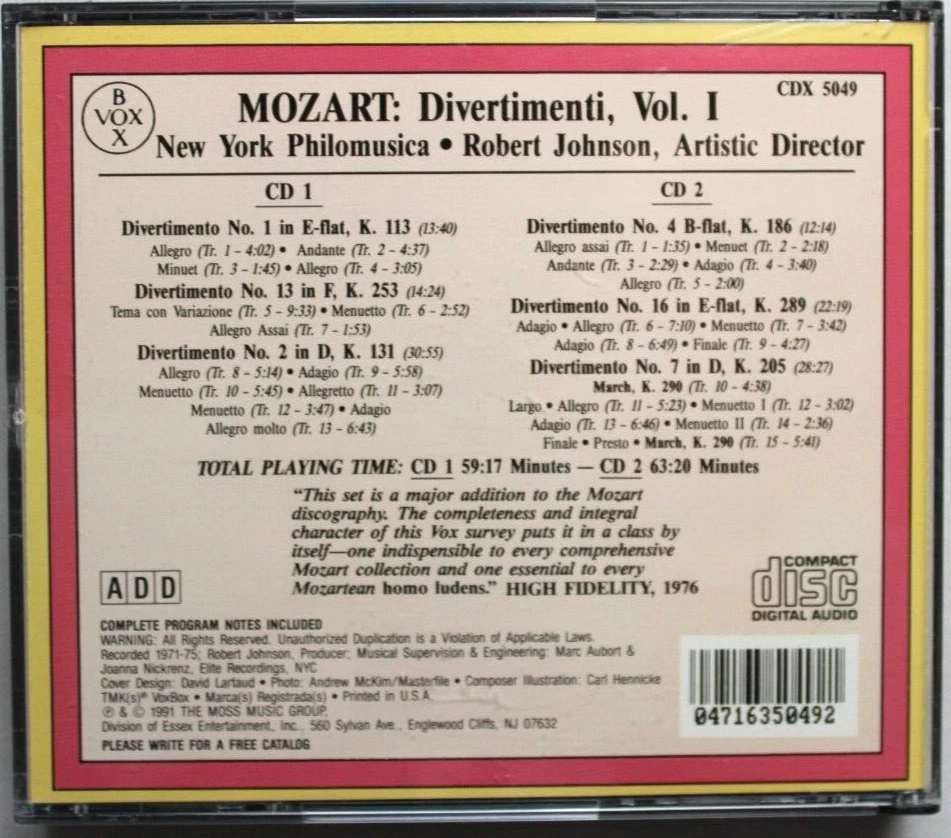 B
VOX
X
CDX 5049
MOZART: Divertimenti, Vol. I
New York Philomusica • Robert Johnson, Artistic Director
CD 1
Divertimento No. 1 in E-flat, K. 113 (13:40)
Allegro (Tr. 1 – 4:02) • Andante (Tr. 2 – 4:37)
Minuet (Tr. 3 – 1:45) • Allegro (Tr. 4 – 3:05)
Divertimento No. 13 in F, K. 253 (14:24)
Tema con Variazione (Tr. 5 – 9:33) • Menuetto (Tr. 6 – 2:52)
Allegro Assai (Tr. 7 – 1:53)
Divertimento No. 2 in D, K. 131 (30:55)
Allegro (Tr. 8 – 5:14) • Adagio (Tr. 9 – 5:58)
Menuetto (Tr. 10 – 5:45) • Allegretto (Tr. 11 – 3:07)
Menuetto (Tr. 12 – 3:47) • Adagio
Allegro molto (Tr. 13 – 6:43)
CD 2
Divertimento No. 4 B-flat, K. 186 (12:14)
Allegro assai (Tr. 1 – 1:35) • Menuet (Tr. 2 – 2:18)
Andante (Tr. 3 – 2:29) • Adagio (Tr. 4 – 3:40)
Allegro (Tr. 5 – 2:00)
Divertimento No. 16 in E-flat, K. 289 (22:19)
Adagio • Allegro (Tr. 6 – 7:10) • Menuetto (Tr. 7 – 3:42)
Adagio (Tr. 8 – 6:49) • Finale (Tr. 9 – 4:27)
Divertimento No. 7 in D, K. 205 (28:27)
March, K. 290 (Tr. 10 – 4:38)
Largo • Allegro (Tr. 11 – 5:23) • Menuetto I (Tr. 12 – 3:02)
Adagio (Tr. 13 – 6:46) • Menuetto II (Tr. 14 – 2:36)
Finale • Presto • March, K. 290 (Tr. 15 – 5:41)
TOTAL PLAYING TIME: CD 1 59:17 Minutes — CD 2 63:20 Minutes
“This set is a major addition to the Mozart
discography. The completeness and integral
character of this Vox survey puts it in a class by
itself—one indispensible to every comprehensive
Mozart collection and one essential to every
Mozartean homo ludens.” HIGH FIDELITY, 1976
ADD
COMPACT
disc
DIGITAL AUDIO
COMPLETE PROGRAM NOTES INCLUDED
WARNING: All Rights Reserved. Unauthorized Duplication is a Violation of Applicable Laws.
Recorded 1971-75; Robert Johnson, Producer; Musical Supervision & Engineering: Marc Aubort &
Joanna Nickrenz, Elite Recordings, NYC
Cover Design: David Lartaud • Photo: Andrew McKim/Masterfile • Composer Illustration: Carl Hennicke
TMK(s)® VoxBox • Marca(s) Registrada(s) • Printed in U.S.A.
℗ & © 1991 THE MOSS MUSIC GROUP,
Division of Essex Entertainment, Inc., 560 Sylvan Ave., Englewood Cliffs, NJ 07632
PLEASE WRITE FOR A FREE CATALOG
04716350492